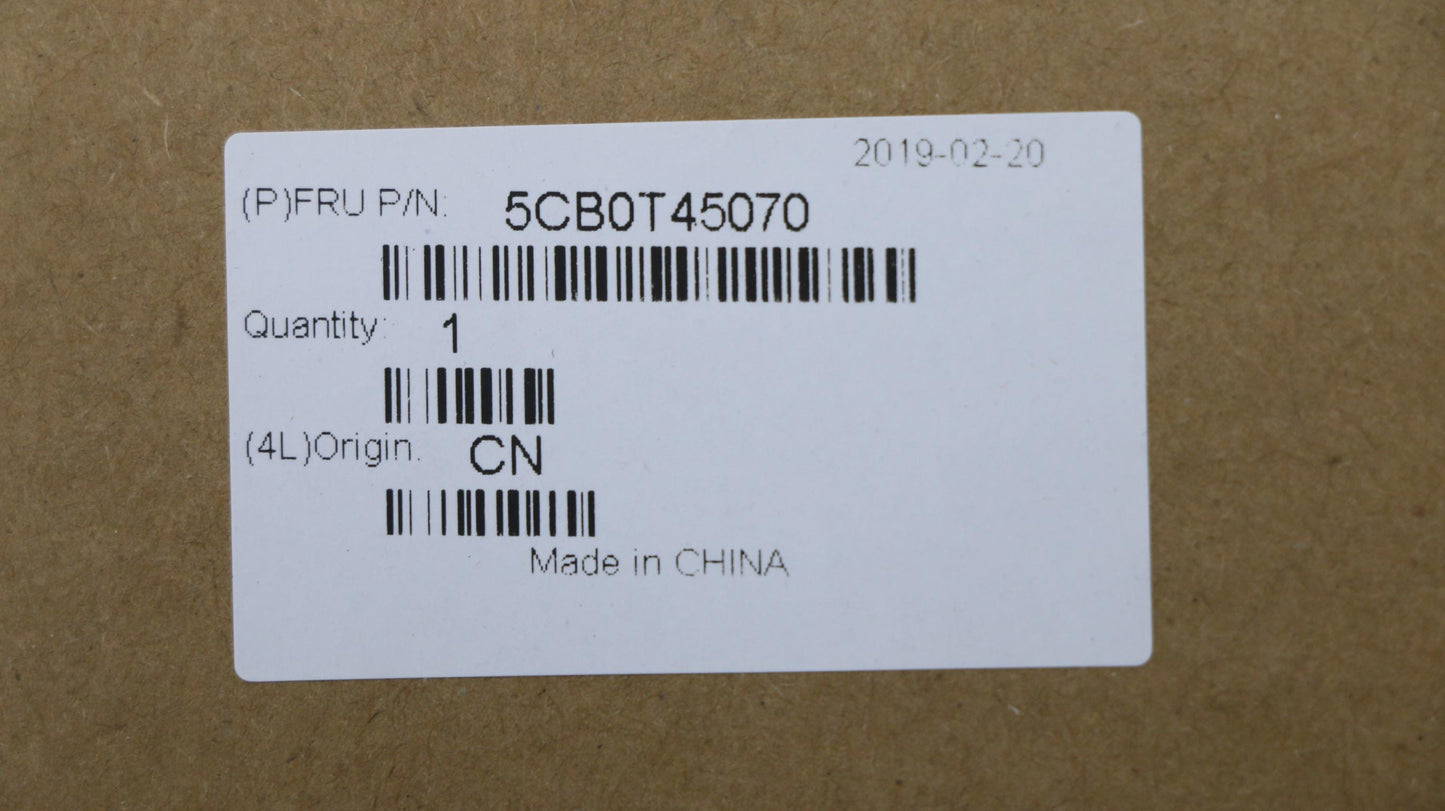 2019-02-20
(P)FRU P/N: 5CB0T45070
Quantity: 1
(4L)Origin: CN
Made in CHINA